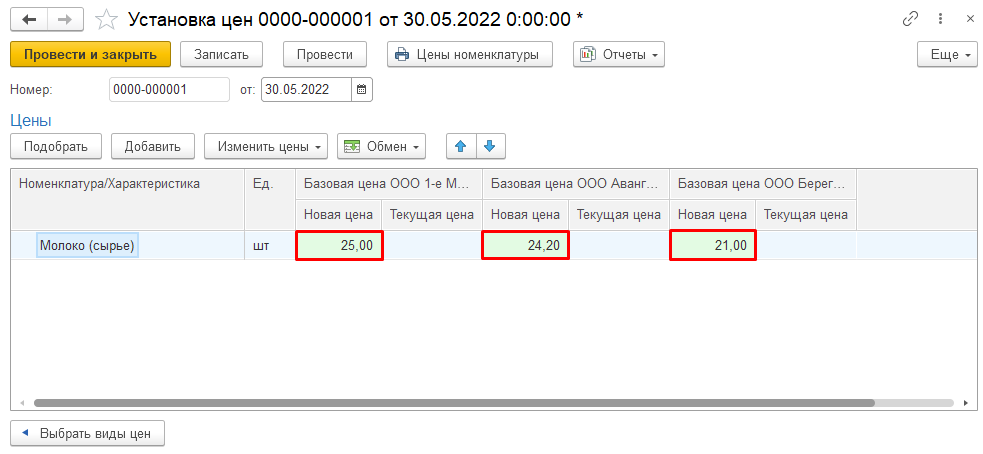 Установка цен 0000-000001 от 30.05.2022 0:00:00 *
Провести и закрыть Записать Провести Цены номенклатуры Отчеты Еще
Номер: 0000-000001 от: 30.05.2022
Цены
Подобрать Добавить Изменить цены Обмен
Номенклатура/Характеристика Ед. Базовая цена ООО 1-е М... Базовая цена ООО Аванг... Базовая цена ООО Берег...
Новая цена Текущая цена Новая цена Текущая цена Новая цена Текущая цена
Молоко (сырье) шт 25,00 24,20 21,00
Выбрать виды цен